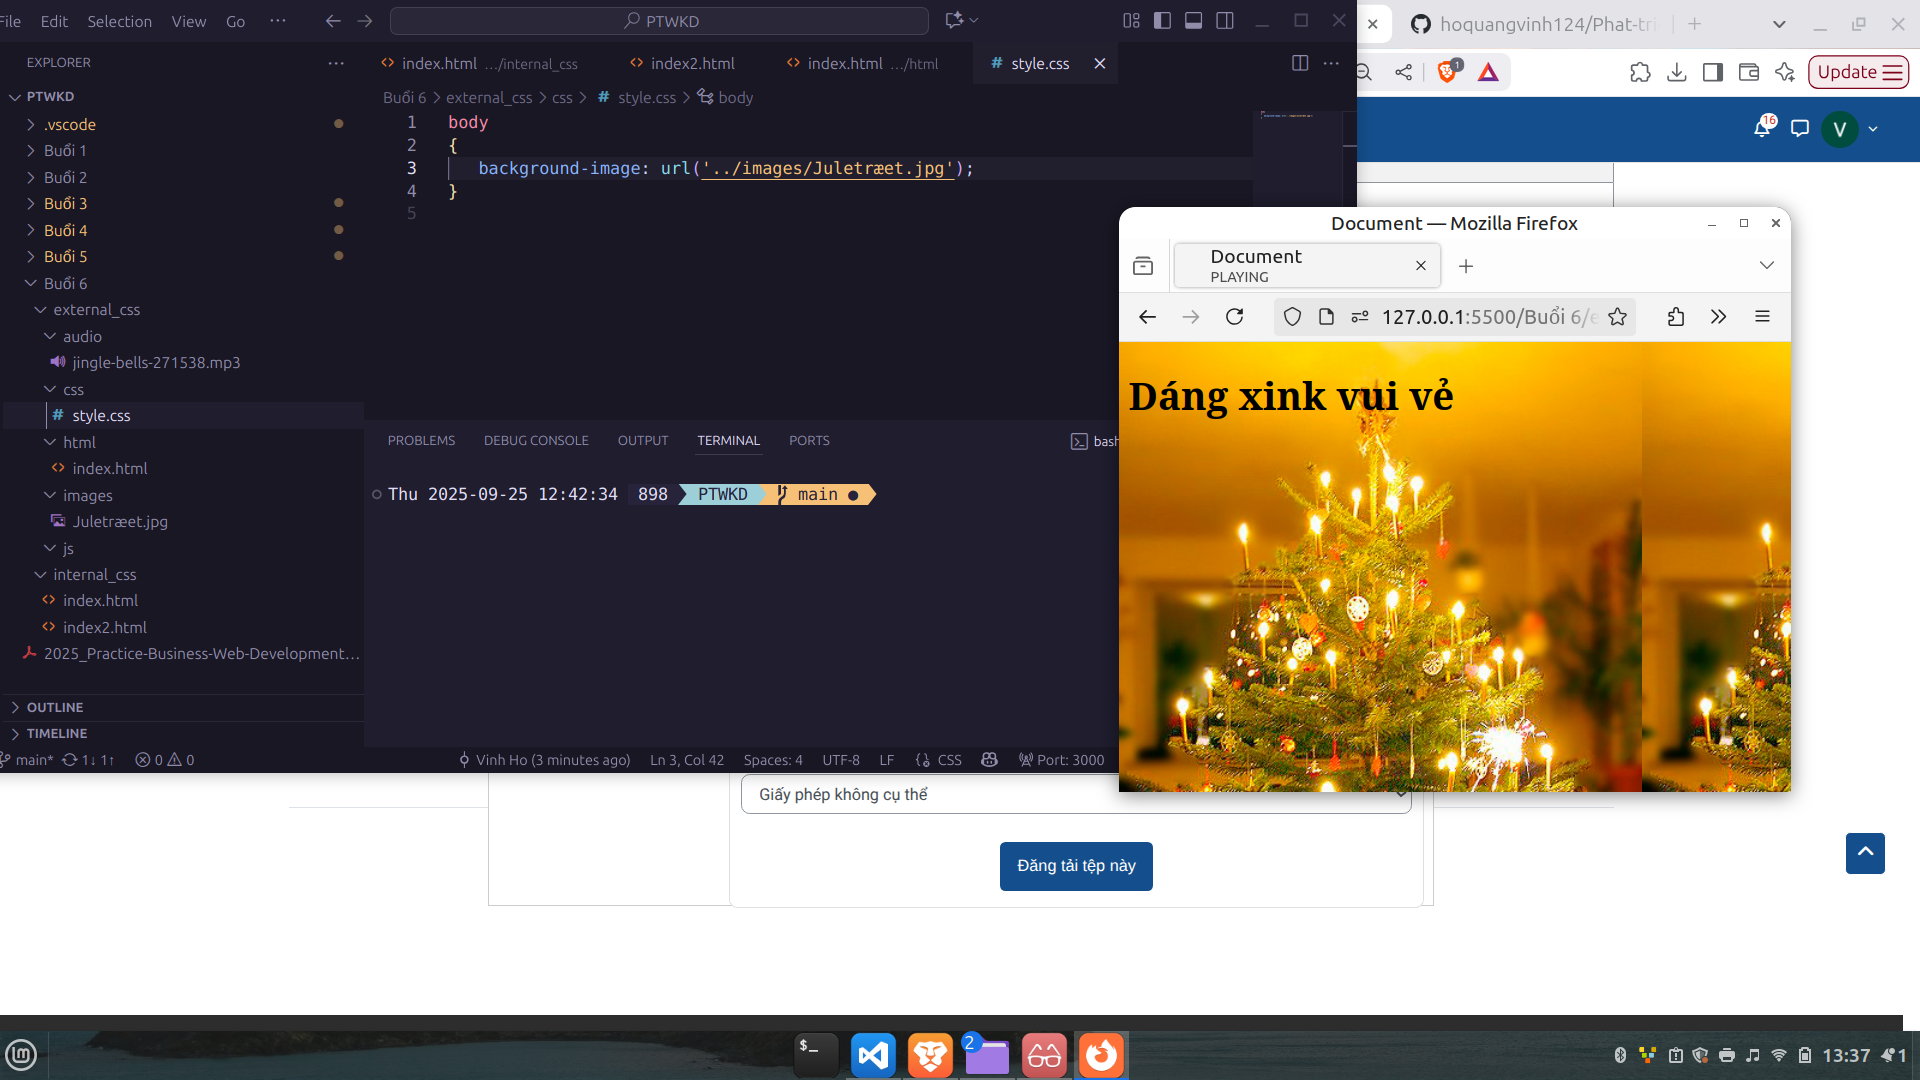 File Edit Selection View Go ··· PTWKD
EXPLORER
PTWKD
.vscode
Buổi 1
Buổi 2
Buổi 3
Buổi 4
Buổi 5
Buổi 6
external_css
audio
jingle-bells-271538.mp3
css
# style.css
html
index.html
images
Juletræet.jpg
js
internal_css
index.html
index2.html
2025_Practice-Business-Web-Development...
OUTLINE
TIMELINE
index.html .../internal_css
index2.html
index.html .../html
# style.css
Buổi 6 > external_css > css > # style.css > body
1 body
2 {
3 background-image: url('../images/Juletræet.jpg');
4 }
5
PROBLEMS DEBUG CONSOLE OUTPUT TERMINAL PORTS
bash
Thu 2025-09-25 12:42:34 898 PTWKD main ●
main* 1↓ 1↑ 0 0 Vinh Ho (3 minutes ago) Ln 3, Col 42 Spaces: 4 UTF-8 LF {} CSS Port: 3000
hoquangvinh124/Phat-tri
1
Update
16
V
Document — Mozilla Firefox
Document
PLAYING
127.0.0.1:5500/Buổi 6/e
Dáng xink vui vẻ
Giấy phép không cụ thể
Đăng tải tệp này
$_
2
lm
13:37
1